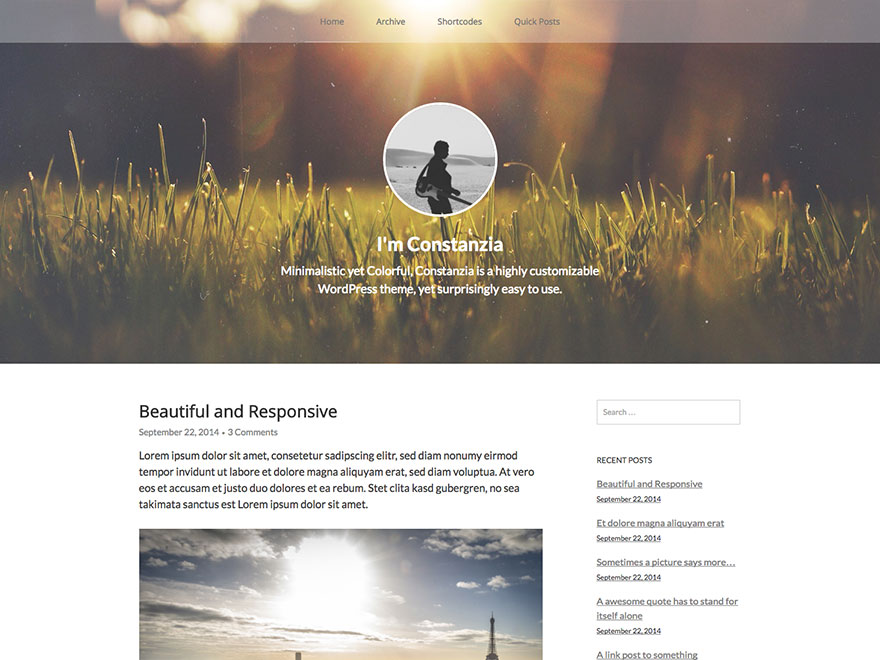 Home Archive Shortcodes Quick Posts
I'm Constanzia
Minimalistic yet Colorful, Constanzia is a highly customizable
WordPress theme, yet surprisingly easy to use.
Beautiful and Responsive
September 22, 2014 • 3 Comments
Lorem ipsum dolor sit amet, consetetur sadipscing elitr, sed diam nonumy eirmod
tempor invidunt ut labore et dolore magna aliquyam erat, sed diam voluptua. At vero
eos et accusam et justo duo dolores et ea rebum. Stet clita kasd gubergren, no sea
takimata sanctus est Lorem ipsum dolor sit amet.
Search …
RECENT POSTS
Beautiful and Responsive
September 22, 2014
Et dolore magna aliquyam erat
September 22, 2014
Sometimes a picture says more…
September 22, 2014
A awesome quote has to stand for
itself alone
September 22, 2014
A link post to something